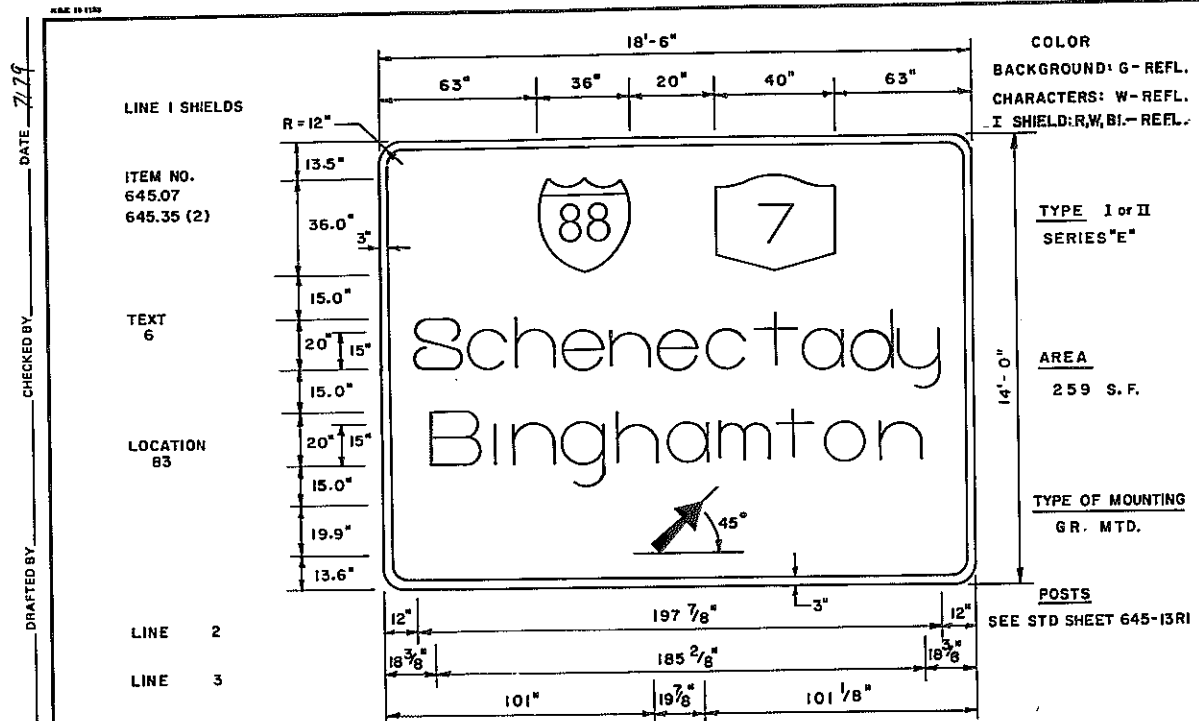 18'-6"
COLOR
63" 36" 20" 40" 63"
BACKGROUND: G-REFL.
CHARACTERS: W-REFL.
I SHIELD:R,W,Bl.-REFL.
LINE I SHIELDS
R=12"
DATE 7/79
ITEM NO.
645.07
645.35 (2)
13.5"
36.0"
3"
88
7
TYPE I or II
SERIES "E"
15.0"
TEXT
6
20" 15"
Schenectady
14'-0"
AREA
259 S.F.
CHECKED BY
15.0"
LOCATION
83
20" 15"
Binghamton
15.0"
19.9"
45°
TYPE OF MOUNTING
GR. MTD.
13.6"
3"
DRAFTED BY
POSTS
SEE STD SHEET 645-13R1
12" 197 7/8" 12"
LINE 2
18 3/8" 185 2/8" 18 3/8"
LINE 3
101" 19 7/8" 101 1/8"